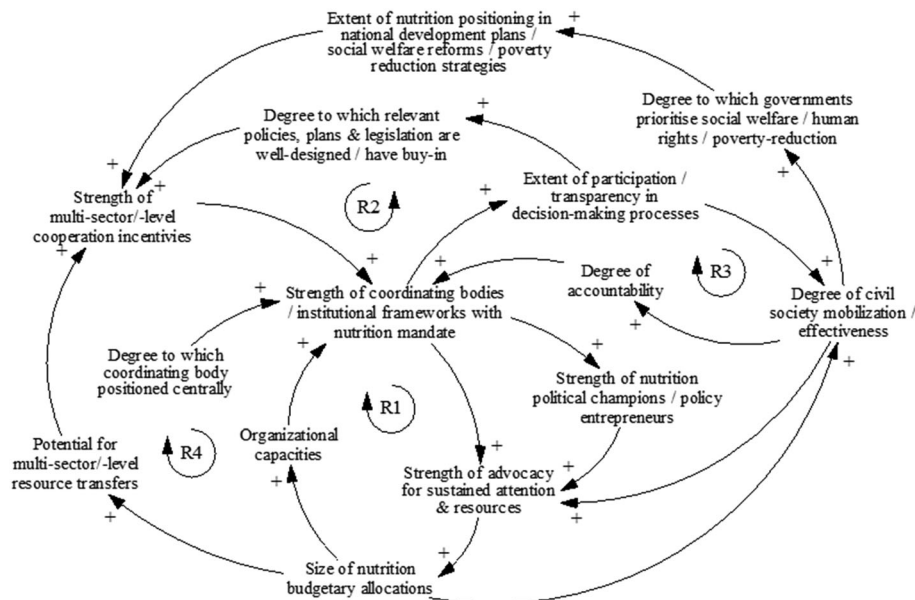 Extent of nutrition positioning in
national development plans /
social welfare reforms / poverty
reduction strategies
+
+
Degree to which relevant
policies, plans & legislation are
well-designed / have buy-in
+
Degree to which governments
prioritise social welfare / human
rights / poverty-reduction
+
+
+
Strength of
multi-sector/-level
cooperation incentives
+
R2
+
Extent of participation /
transparency in
decision-making processes
+
+
+
Degree of
accountability
+
R3
Strength of coordinating bodies
/ institutional frameworks with
nutrition mandate
+
+
Degree of civil
society mobilization /
effectiveness
+
Degree to which
coordinating body
positioned centrally
+
+
Strength of nutrition
political champions / policy
entrepreneurs
R1
Organizational
capacities
+
R4
Potential for
multi-sector/-level
resource transfers
+
+
+
Strength of advocacy
for sustained attention
& resources
+
+
Size of nutrition
budgetary allocations